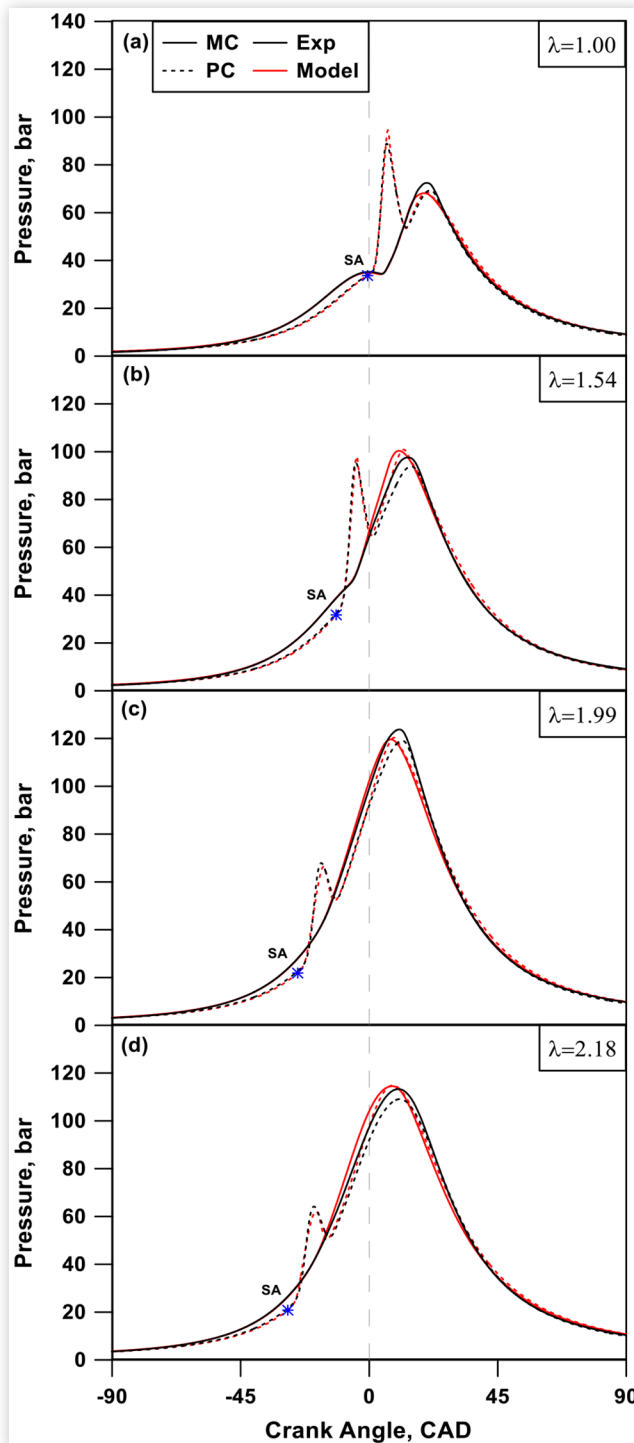 (a) MC Exp λ=1.00
PC Model
140
120
100
80
60
40
20
0
Pressure, bar
SA
(b) λ=1.54
120
100
80
60
40
20
0
Pressure, bar
SA
(c) λ=1.99
120
100
80
60
40
20
0
Pressure, bar
SA
(d) λ=2.18
120
100
80
60
40
20
0
Pressure, bar
SA
-90 -45 0 45 90
Crank Angle, CAD